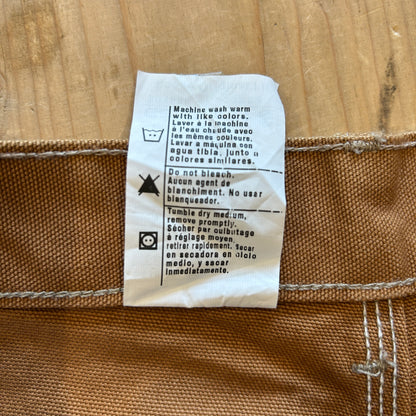 Machine wash warm
with like colors.
Laver à la machine
à l'eau chaude avec
les mêmes couleurs.
Lavar a maquina con
agua tibia, junto a
colores similares.
Do not bleach.
Aucun agent de
blanchiment. No usar
blanqueador.
Tumble dry medium,
remove promptly.
Sécher par culbutage
à réglage moyen,
retirer rapidement. Secar
en secadora en ciclo
medio, y sacar
inmediatamente.